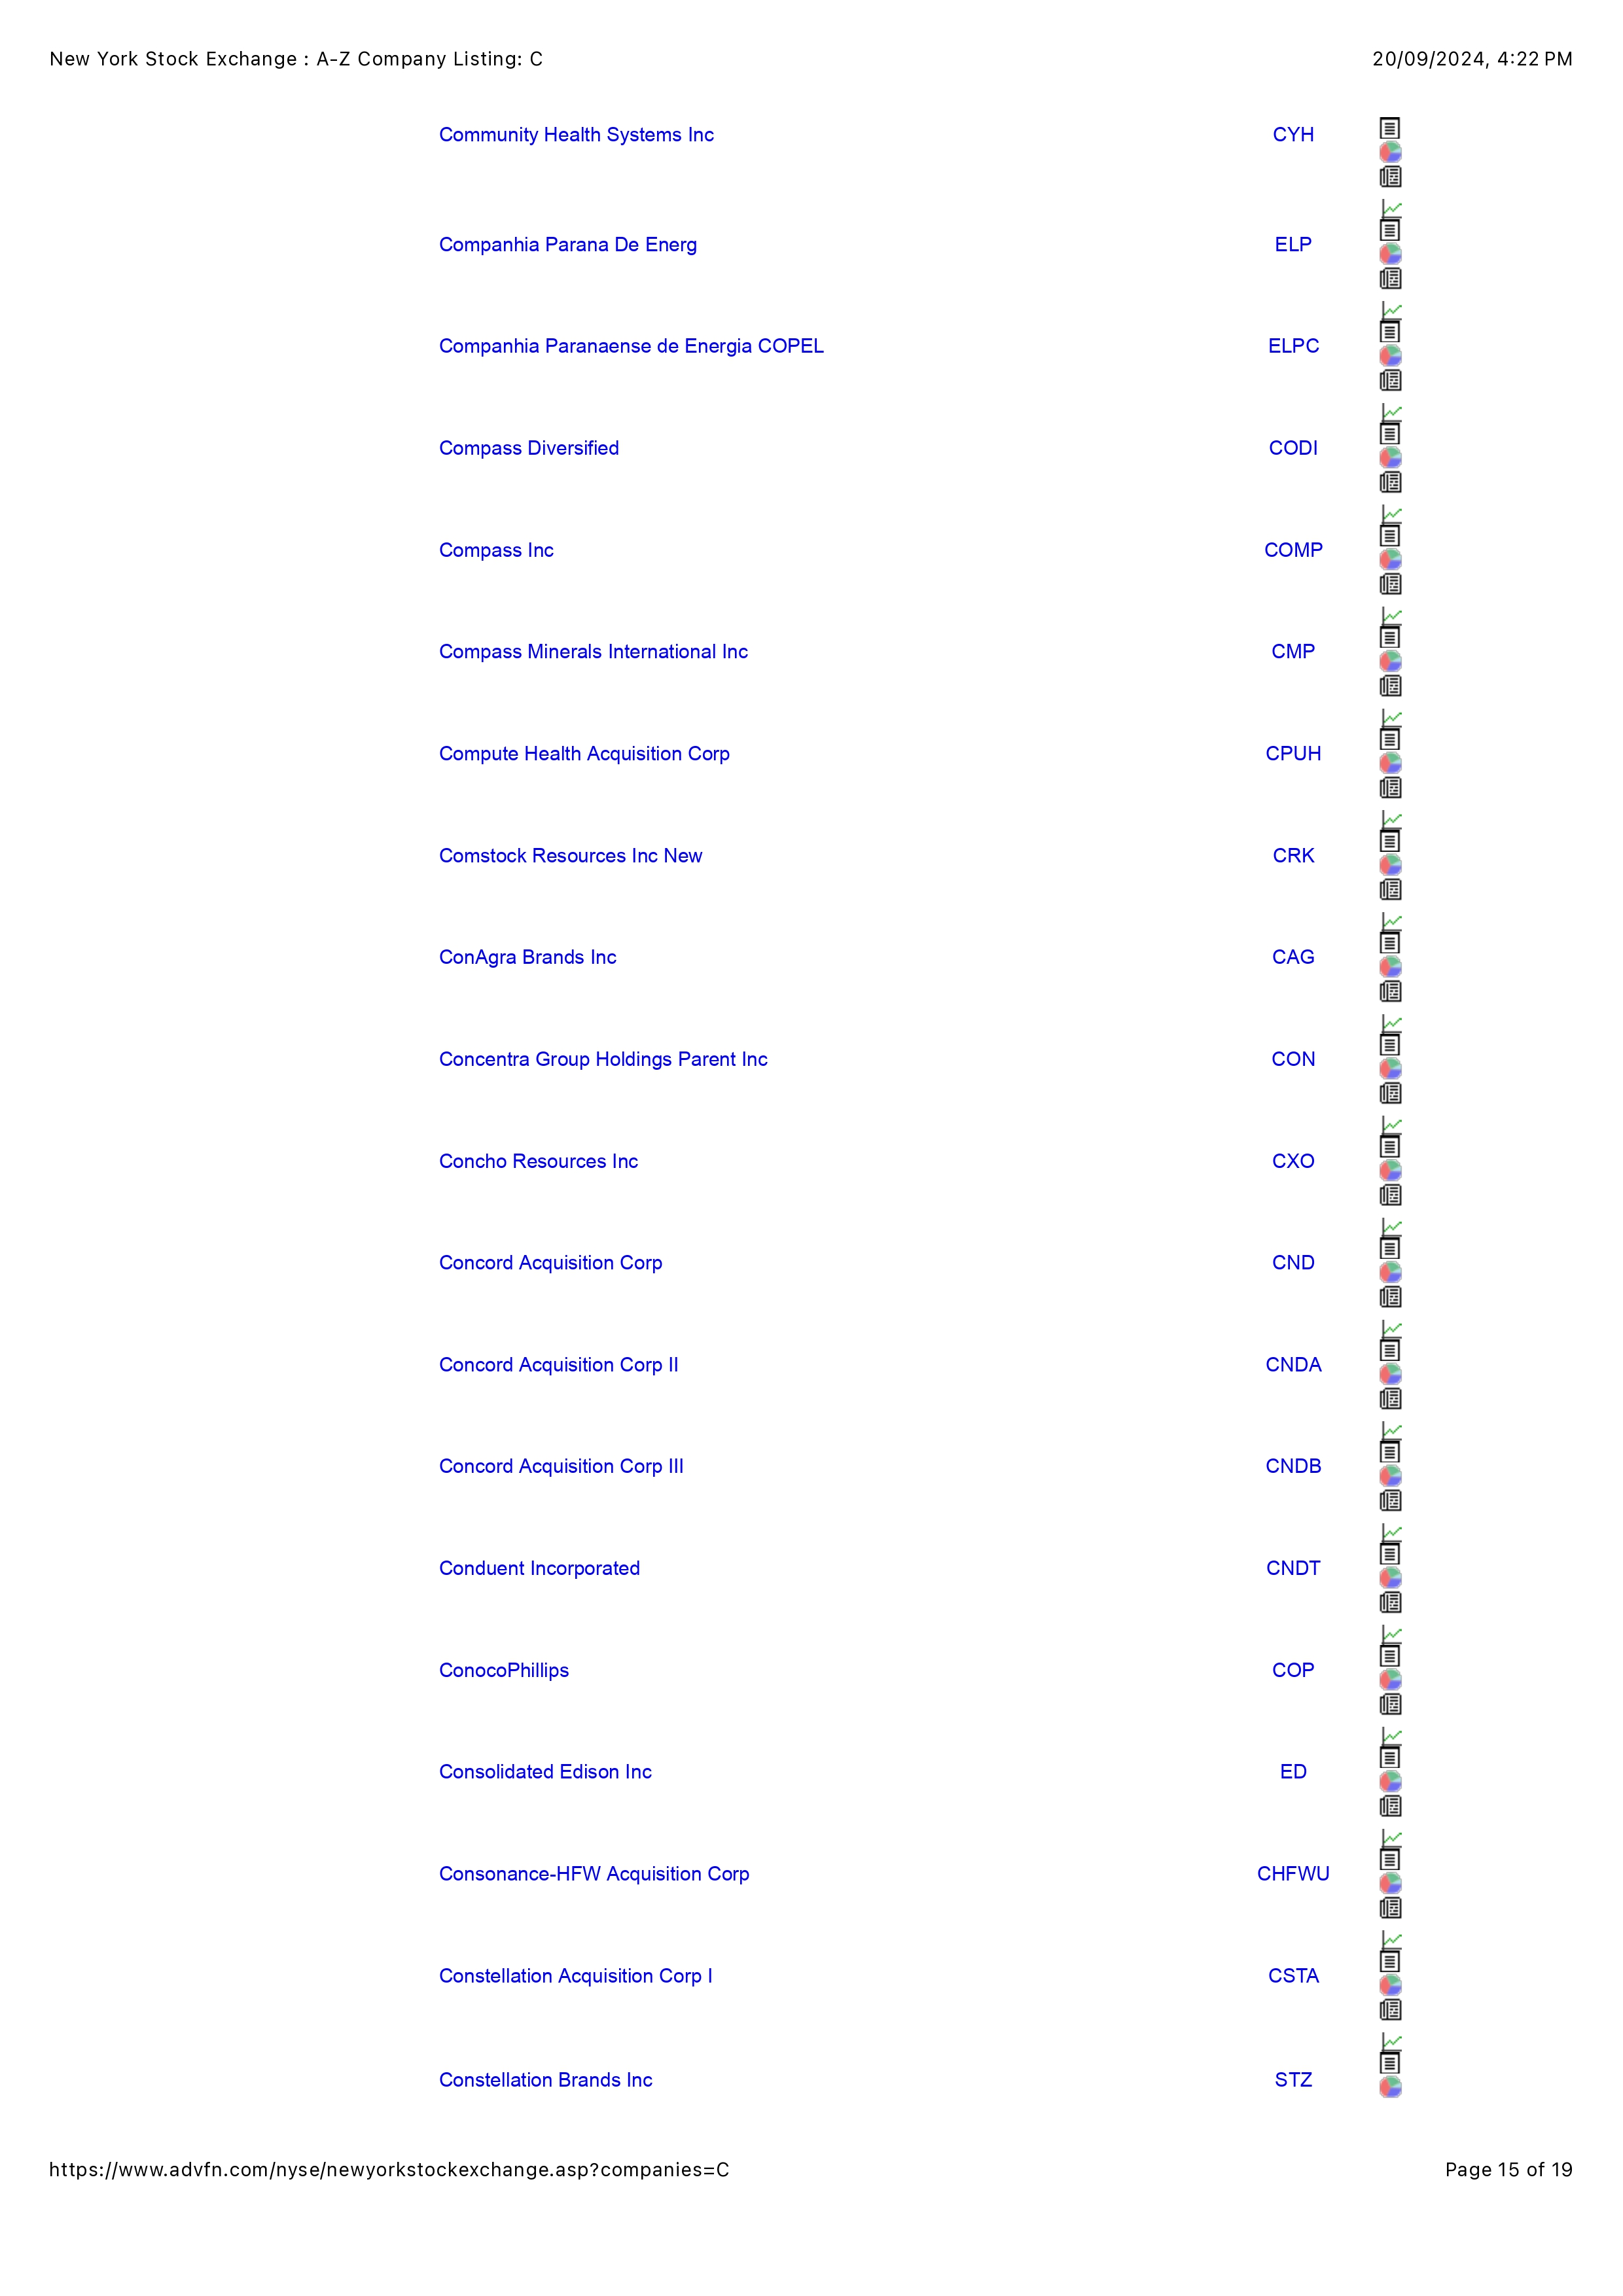 New York Stock Exchange : A-Z Company Listing: C 20/09/2024, 4:22 PM
Community Health Systems Inc CYH
Companhia Parana De Energ ELP
Companhia Paranaense de Energia COPEL ELPC
Compass Diversified CODI
Compass Inc COMP
Compass Minerals International Inc CMP
Compute Health Acquisition Corp CPUH
Comstock Resources Inc New CRK
ConAgra Brands Inc CAG
Concentra Group Holdings Parent Inc CON
Concho Resources Inc CXO
Concord Acquisition Corp CND
Concord Acquisition Corp II CNDA
Concord Acquisition Corp III CNDB
Conduent Incorporated CNDT
ConocoPhillips COP
Consolidated Edison Inc ED
Consonance-HFW Acquisition Corp CHFWU
Constellation Acquisition Corp I CSTA
Constellation Brands Inc STZ
https://www.advfn.com/nyse/newyorkstockexchange.asp?companies=C Page 15 of 19